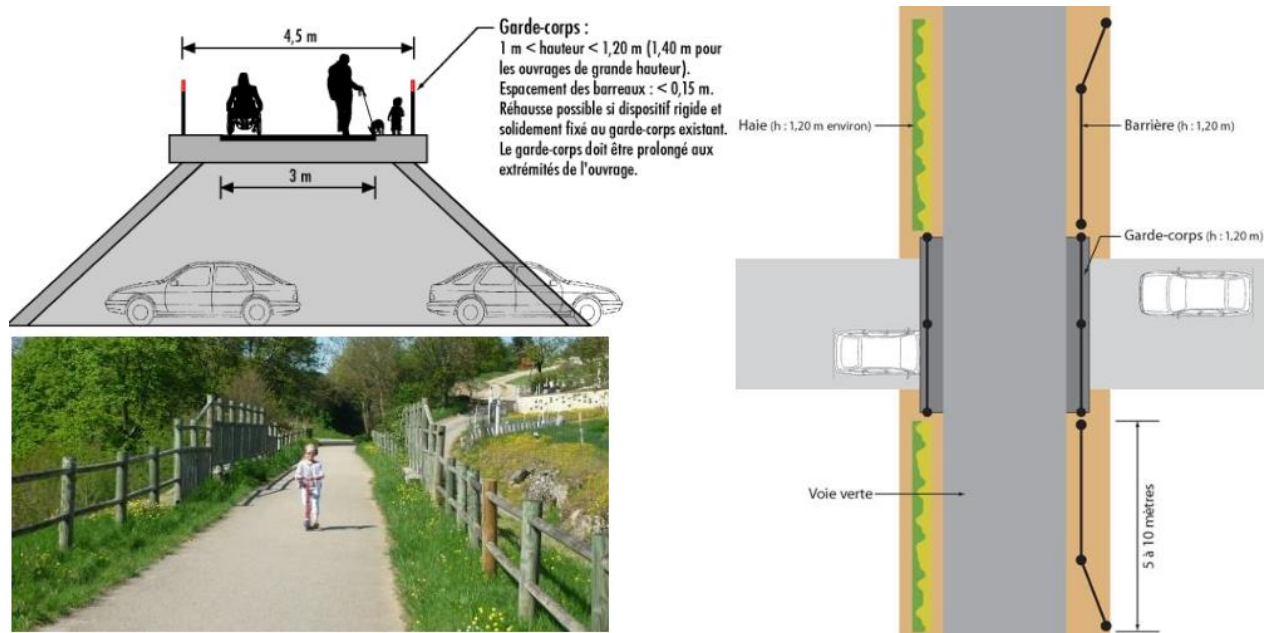 4,5 m
Garde-corps :
1 m < hauteur < 1,20 m (1,40 m pour
les ouvrages de grande hauteur).
Espacement des barreaux : < 0,15 m.
Réhausse possible si dispositif rigide et
solidement fixé au garde-corps existant.
Le garde-corps doit être prolongé aux
extrémités de l'ouvrage.
3 m
Haie (h : 1,20 m environ)
Barrière (h : 1,20 m)
Garde-corps (h : 1,20 m)
Voie verte
5 à 10 mètres